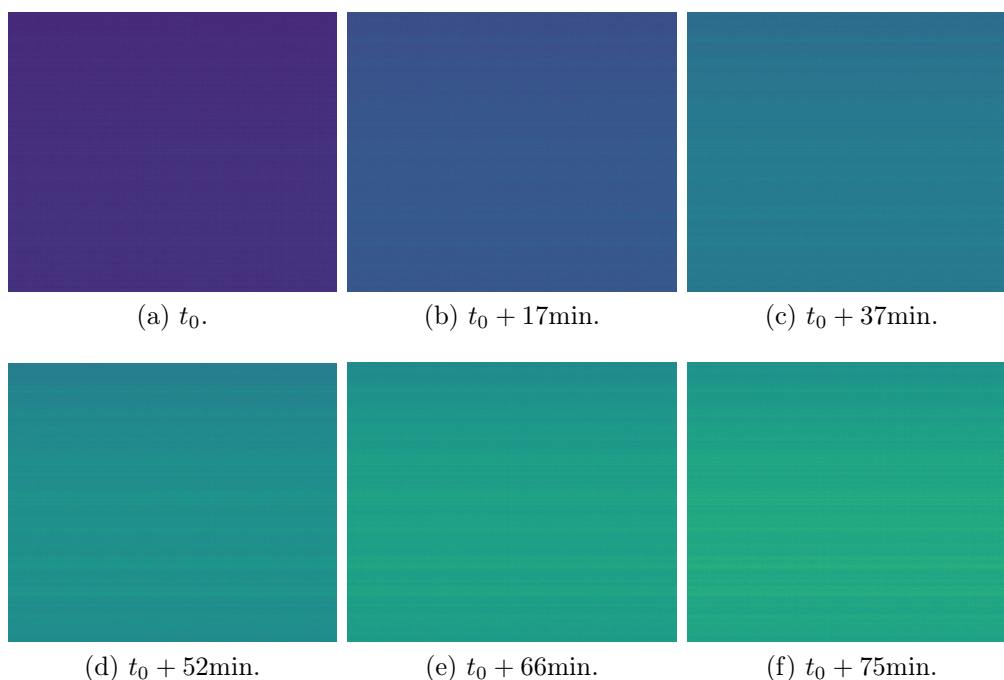 (a) t₀.
(b) t₀ + 17min.
(c) t₀ + 37min.
(d) t₀ + 52min.
(e) t₀ + 66min.
(f) t₀ + 75min.